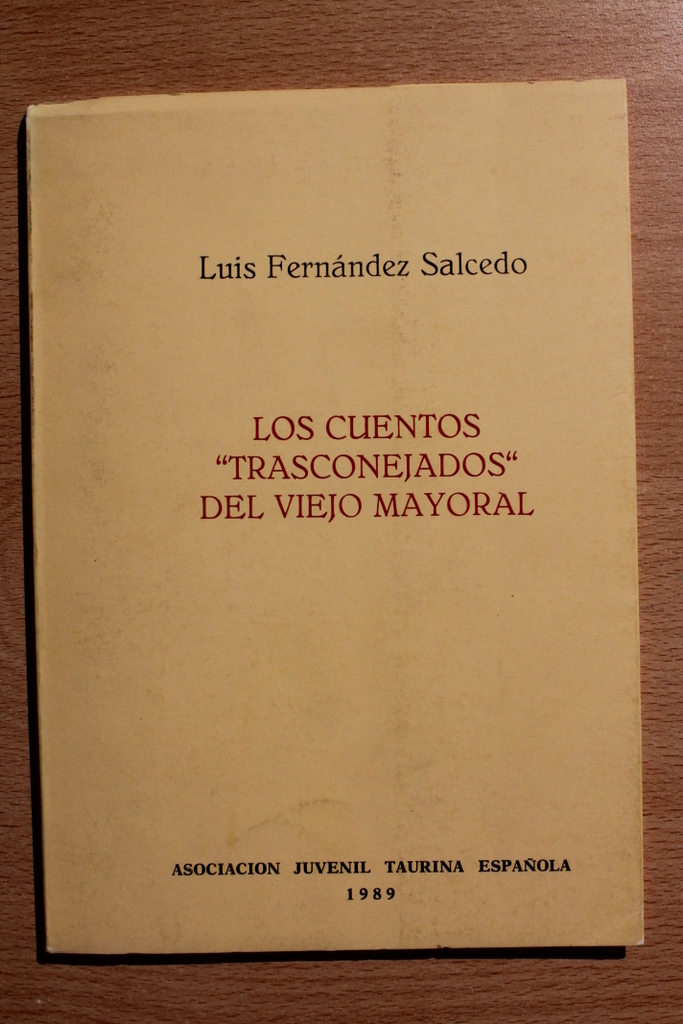 Luis Fernández Salcedo
LOS CUENTOS
“TRASCONEJADOS“
DEL VIEJO MAYORAL
ASOCIACION JUVENIL TAURINA ESPAÑOLA
1989